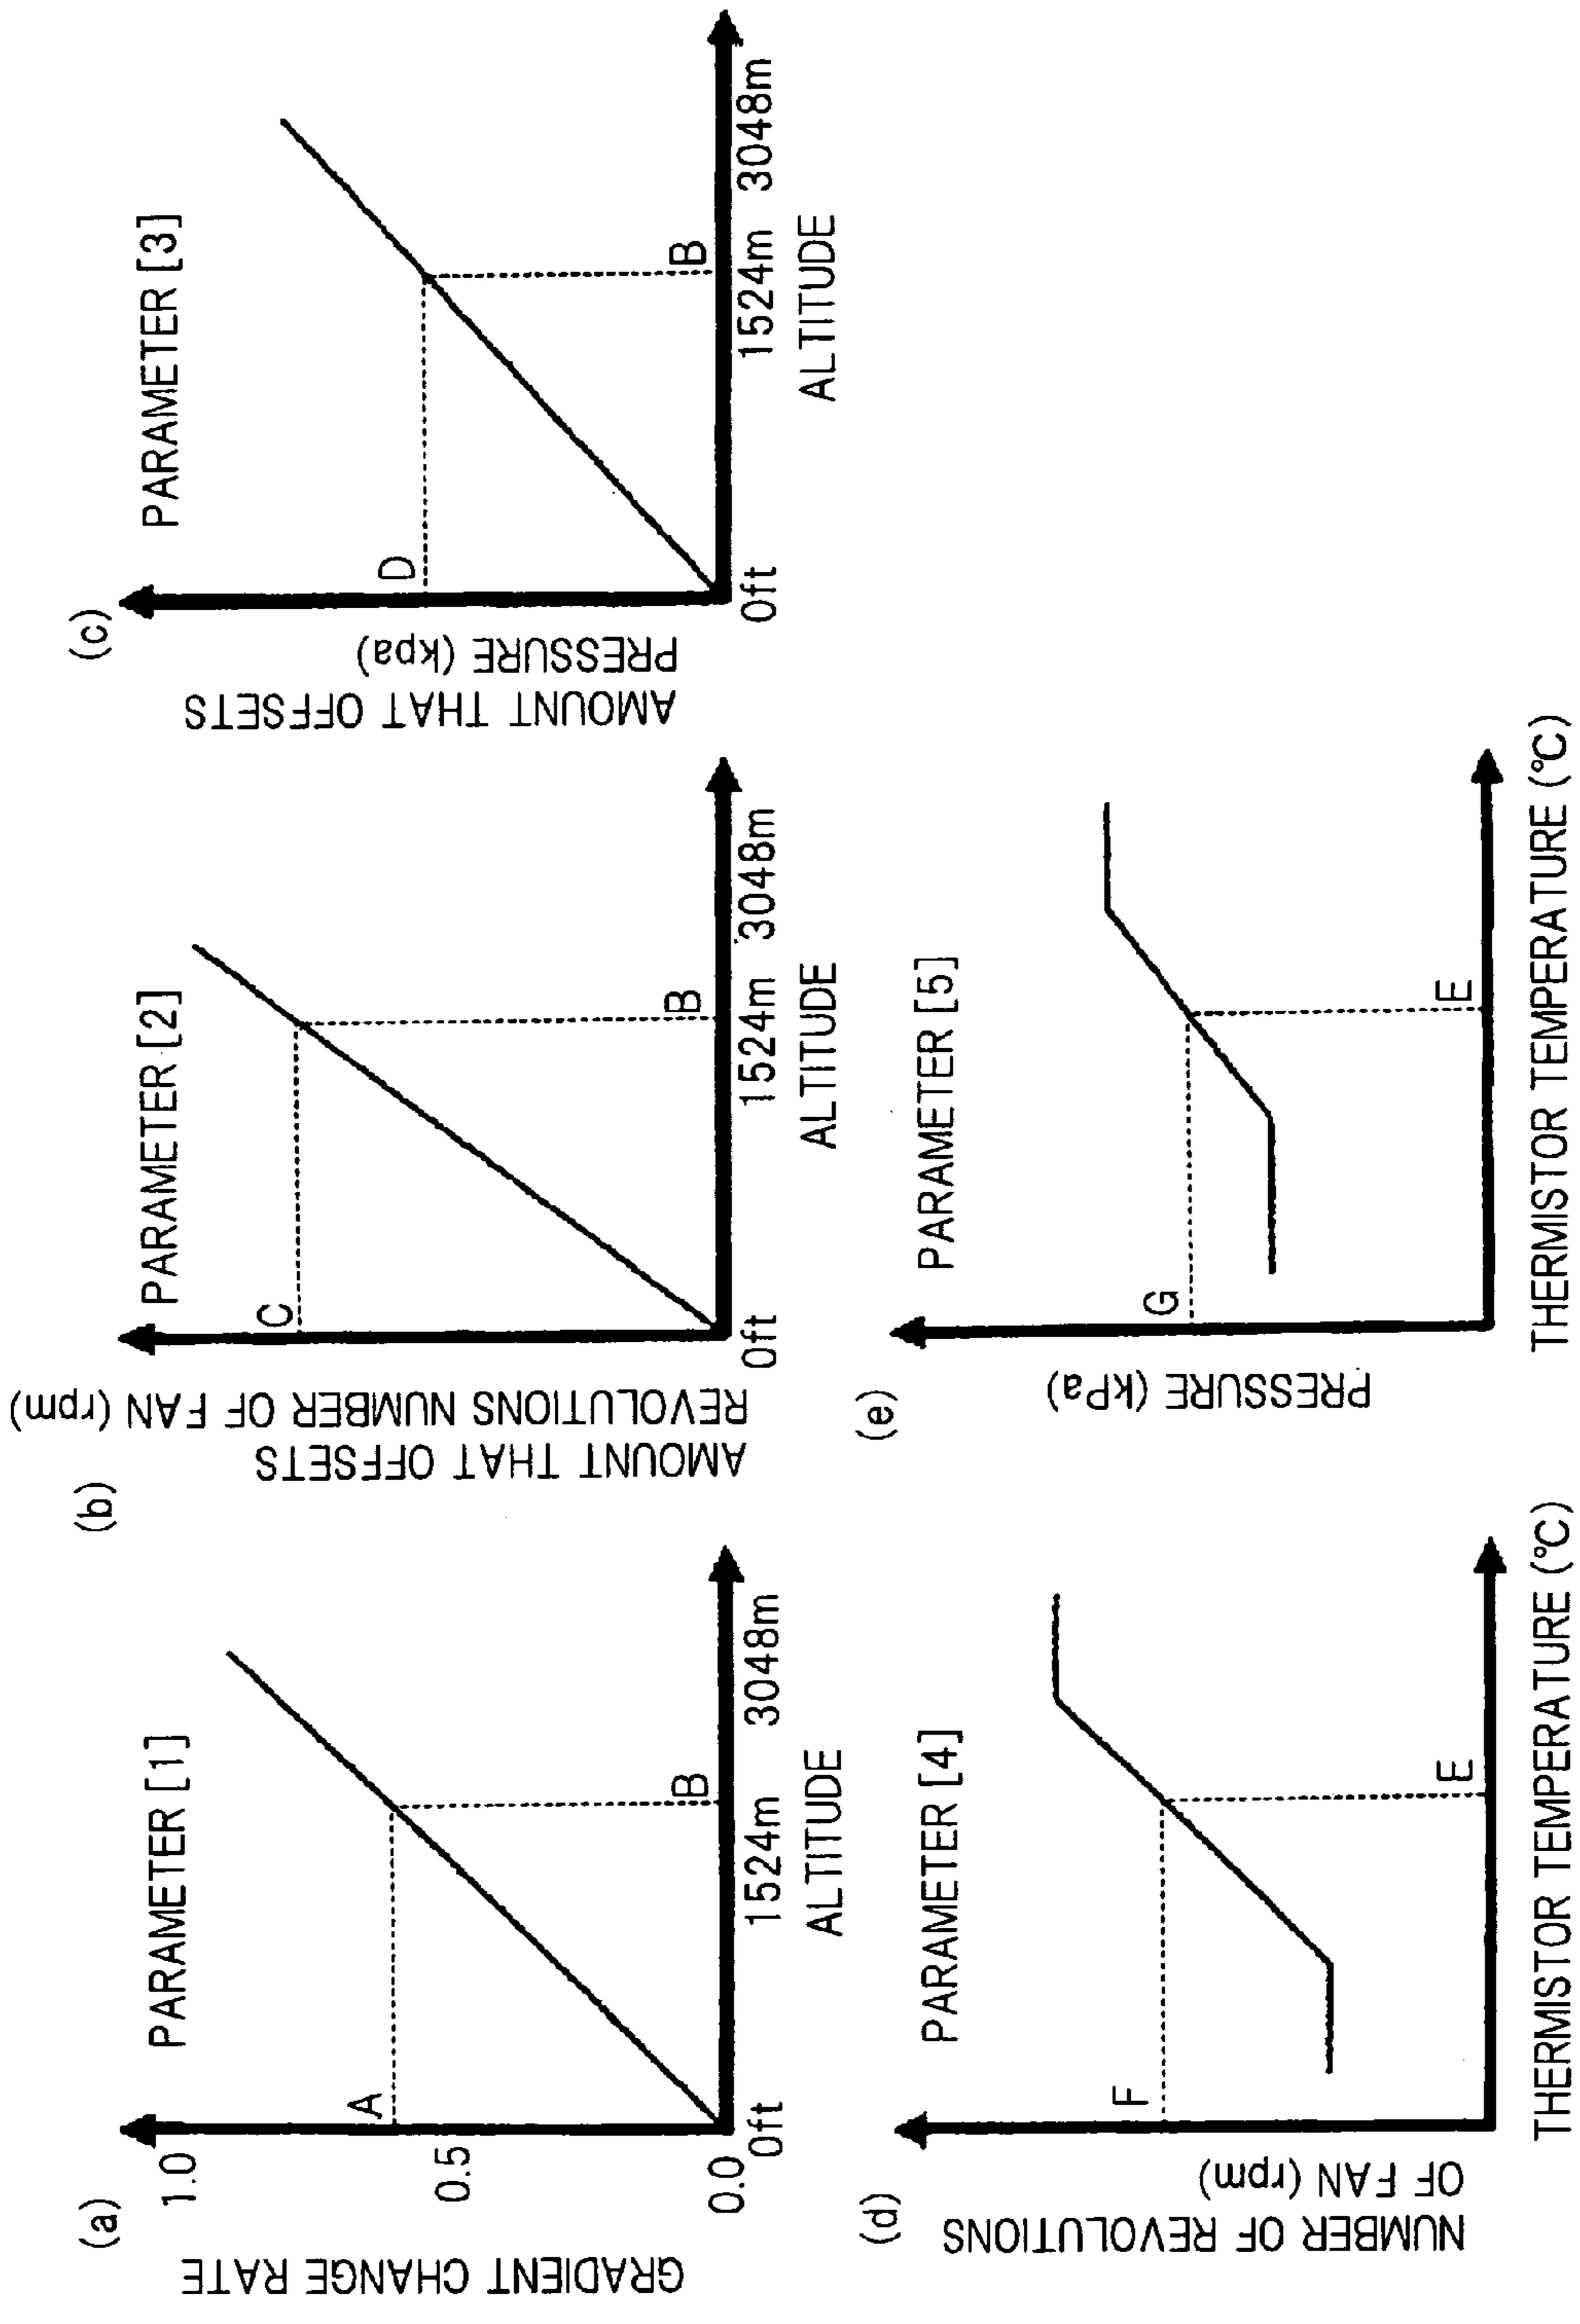 (a)
PARAMETER [1]
GRADIENT CHANGE RATE
1.0
0.5
0.0
A
B
0ft
1524m
3048m
ALTITUDE
(b)
PARAMETER [2]
AMOUNT THAT OFFSETS
REVOLUTIONS NUMBER OF FAN (rpm)
C
B
0ft
1524m
3048m
ALTITUDE
(c)
PARAMETER [3]
AMOUNT THAT OFFSETS
PRESSURE (kpa)
D
B
0ft
1524m
3048m
ALTITUDE
(d)
PARAMETER [4]
NUMBER OF REVOLUTIONS
OF FAN (rpm)
F
E
THERMISTOR TEMPERATURE (°C)
(e)
PARAMETER [5]
PRESSURE (kPa)
G
E
THERMISTOR TEMPERATURE (°C)